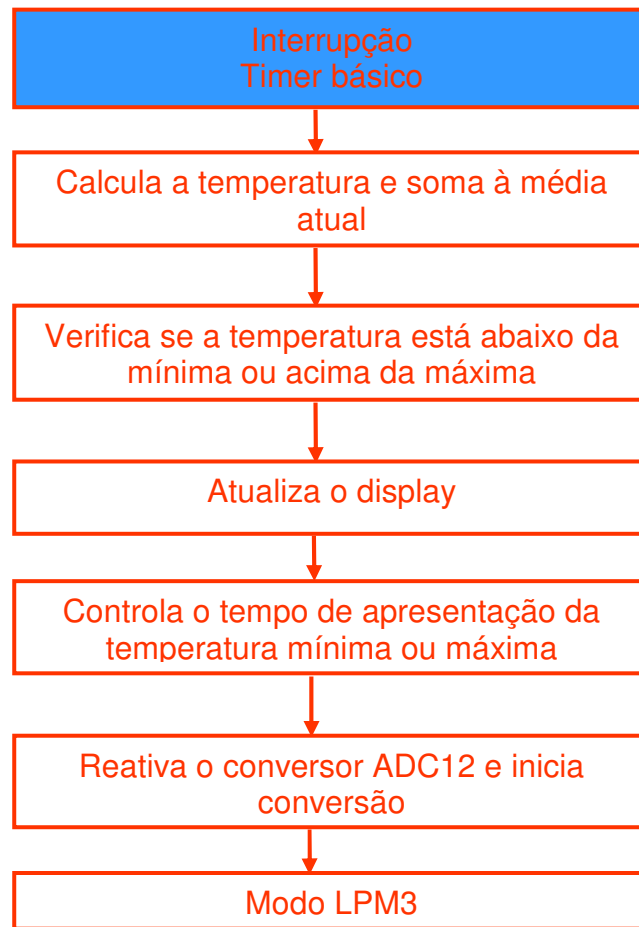 Interrupção
Timer básico
Calcula a temperatura e soma à média
atual
Verifica se a temperatura está abaixo da
mínima ou acima da máxima
Atualiza o display
Controla o tempo de apresentação da
temperatura mínima ou máxima
Reativa o conversor ADC12 e inicia
conversão
Modo LPM3